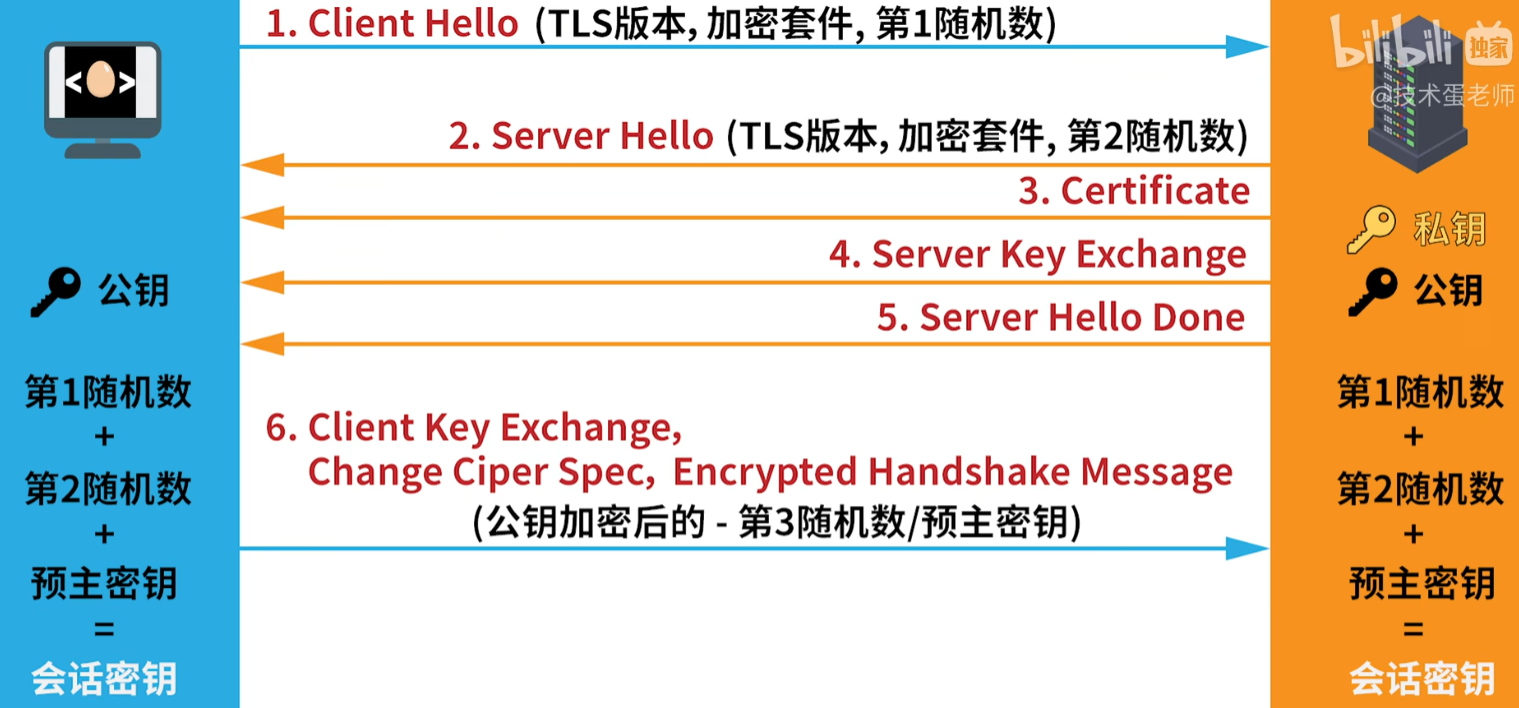 1. Client Hello (TLS版本, 加密套件, 第1随机数)
bilibili 独家
@技术蛋老师
< >
2. Server Hello (TLS版本, 加密套件, 第2随机数)
3. Certificate
私钥
4. Server Key Exchange
公钥
公钥
5. Server Hello Done
第1随机数
+
第2随机数
+
预主密钥
=
会话密钥
6. Client Key Exchange,
Change Ciper Spec, Encrypted Handshake Message
(公钥加密后的 - 第3随机数/预主密钥)
第1随机数
+
第2随机数
+
预主密钥
=
会话密钥